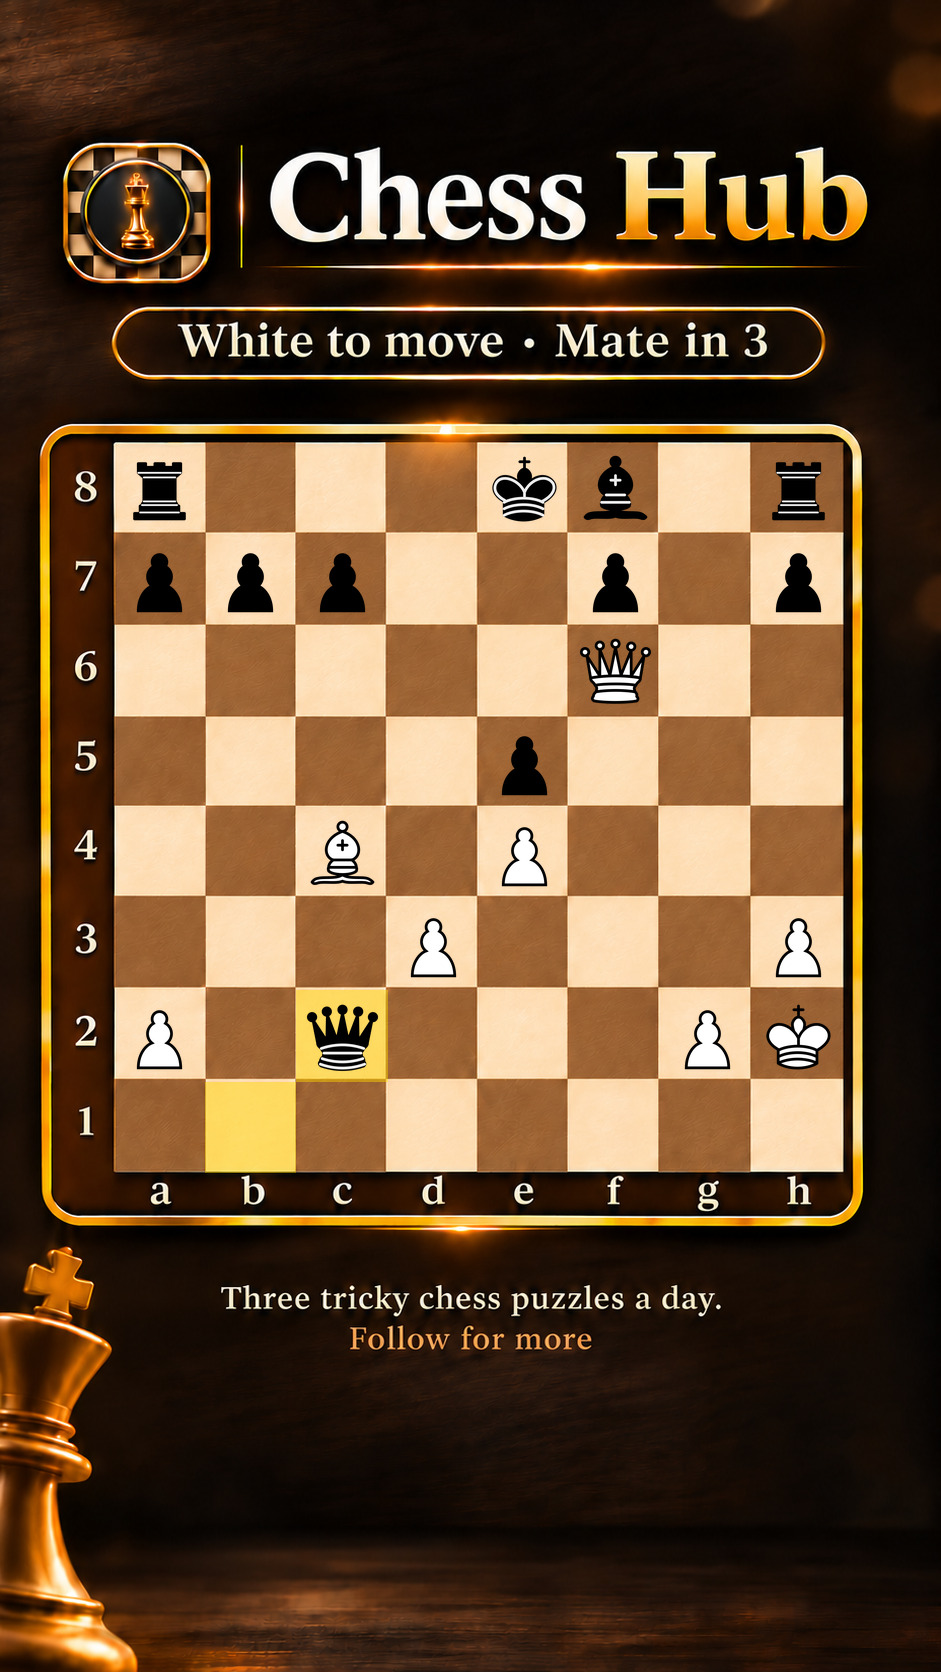 Chess Hub
White to move • Mate in 3
8
7
6
5
4
3
2
1
a b c d e f g h
Three tricky chess puzzles a day.
Follow for more